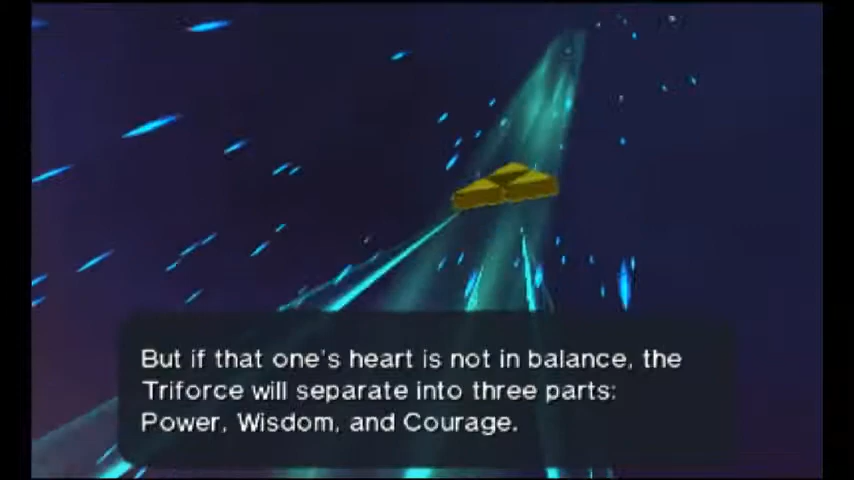 But if that one's heart is not in balance, the
Triforce will separate into three parts:
Power, Wisdom, and Courage.